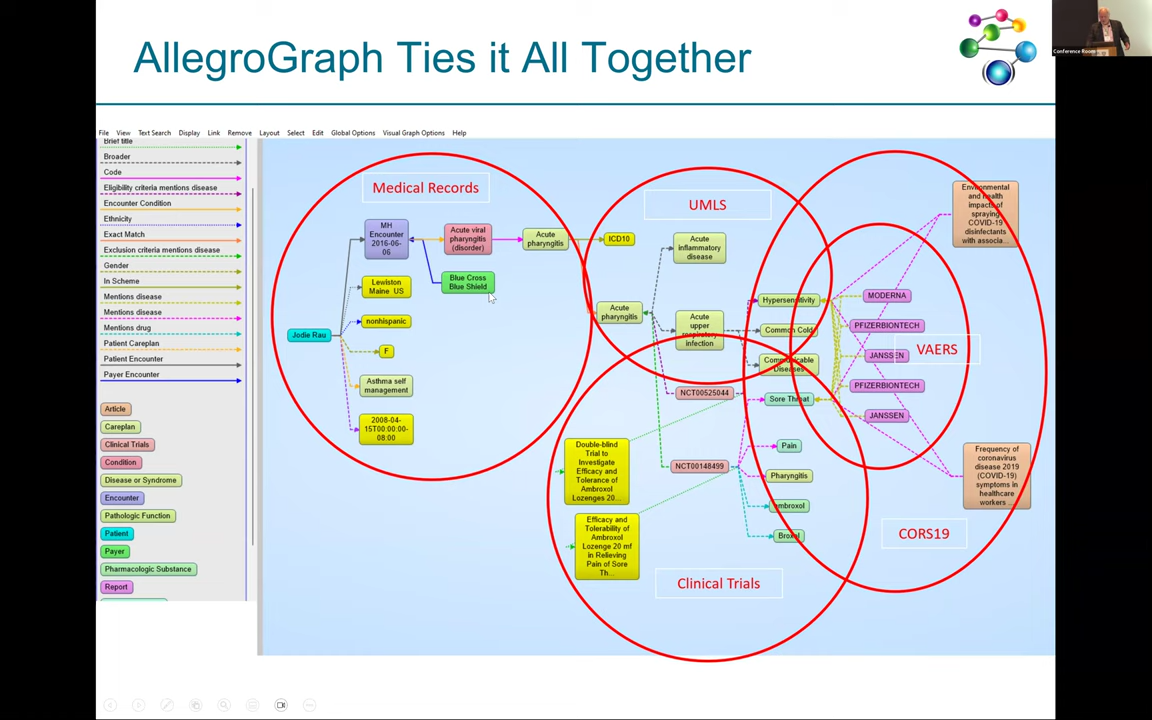 AllegroGraph Ties it All Together
Conference Room
File View Text Search Display Link Remove Layout Select Edit Global Options Visual Graph Options Help
Brief title
Broader
Code
Eligibility criteria mentions disease
Encounter Condition
Ethnicity
Exact Match
Exclusion criteria mentions disease
Gender
In Scheme
Mentions disease
Mentions disease
Mentions drug
Patient Careplan
Patient Encounter
Payer Encounter
Article
Careplan
Clinical Trials
Condition
Disease or Syndrome
Encounter
Pathologic Function
Patient
Payer
Pharmacologic Substance
Report
Medical Records
MH
Encounter
2016-06-
06
Acute viral
pharyngitis
(disorder)
Acute
pharyngitis
ICD10
Blue Cross
Blue Shield
Lewiston
Maine US
nonhispanic
Jodie Rau
F
Asthma self
management
2008-04-
15T00:00:00-
08:00
UMLS
Acute
inflammatory
disease
Acute
pharyngitis
Acute
upper
respiratory
infection
Hypersensitivity
Common Cold
Communicable
Diseases
NCT00525044
Sore Throat
NCT00148499
Pain
Pharyngitis
ambroxol
Broxol
Double-blind
Trial to
Investigate
Efficacy and
Tolerance of
Ambroxol
Lozenges 20...
Efficacy and
Tolerability of
Ambroxol
Lozenge 20 mf
in Relieving
Pain of Sore
Th...
Clinical Trials
MODERNA
PFIZERBIONTECH
JANSSEN
PFIZERBIONTECH
JANSSEN
VAERS
Environmental
and health
impacts of
spraying
COVID-19
disinfectants
with associa...
Frequency of
coronavirus
disease 2019
(COVID-19)
symptoms in
healthcare
workers ...
CORS19